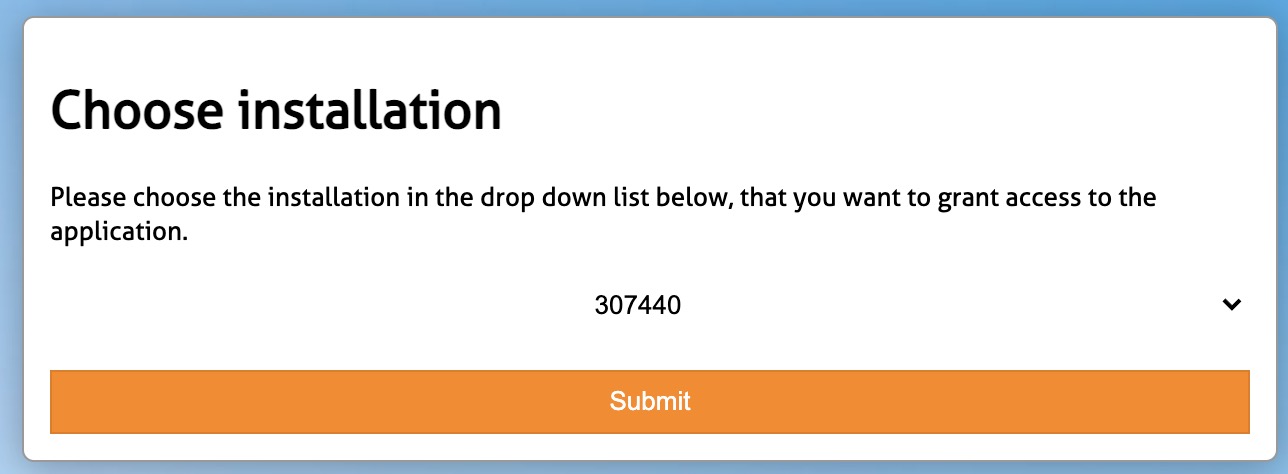 Choose installation
Please choose the installation in the drop down list below, that you want to grant access to the
application.
307440
Submit